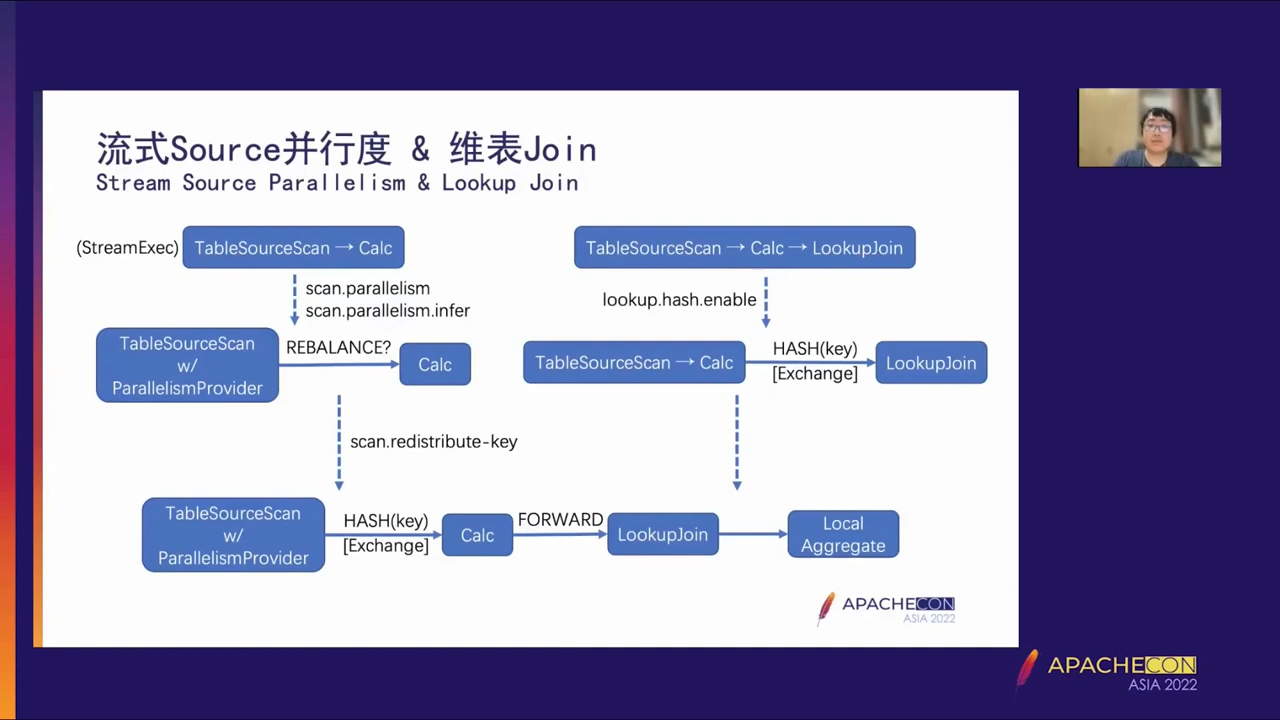 流式Source并行度 & 维表Join
Stream Source Parallelism & Lookup Join
(StreamExec)
TableSourceScan → Calc
scan.parallelism
scan.parallelism.infer
TableSourceScan
w/
ParallelismProvider
REBALANCE?
Calc
scan.redistribute-key
TableSourceScan → Calc → LookupJoin
lookup.hash.enable
TableSourceScan → Calc
HASH(key)
[Exchange]
LookupJoin
TableSourceScan
w/
ParallelismProvider
HASH(key)
[Exchange]
Calc
FORWARD
LookupJoin
Local
Aggregate
APACHECON
ASIA 2022
APACHECON
ASIA 2022